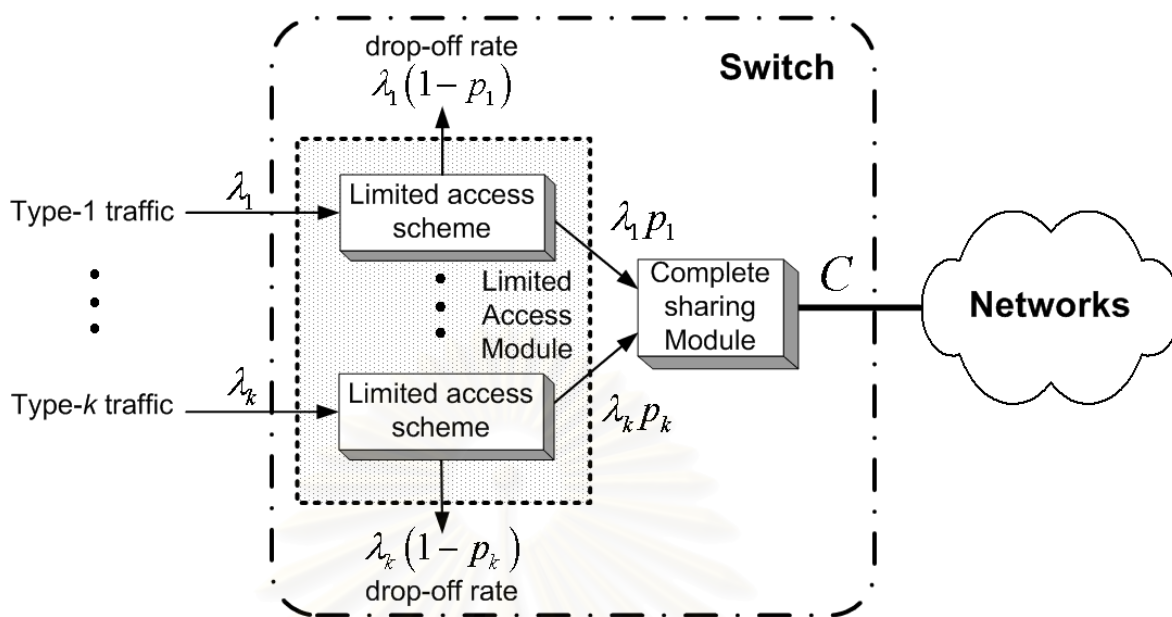 drop-off rate
λ₁(1− p₁)
Switch
Type-1 traffic
λ₁
Limited access
scheme
λ₁p₁
Limited
Access
Module
Complete
sharing
Module
C
Networks
Type-k traffic
λₖ
Limited access
scheme
λₖpₖ
λₖ(1− pₖ)
drop-off rate